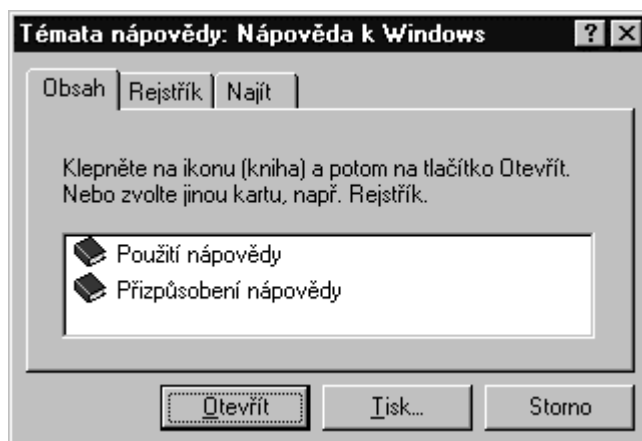 Témata nápovědy: Nápověda k Windows
Obsah Rejstřík Najít
Klepněte na ikonu (kniha) a potom na tlačítko Otevřít.
Nebo zvolte jinou kartu, např. Rejstřík.
Použití nápovědy
Přizpůsobení nápovědy
Otevřít Tisk... Storno